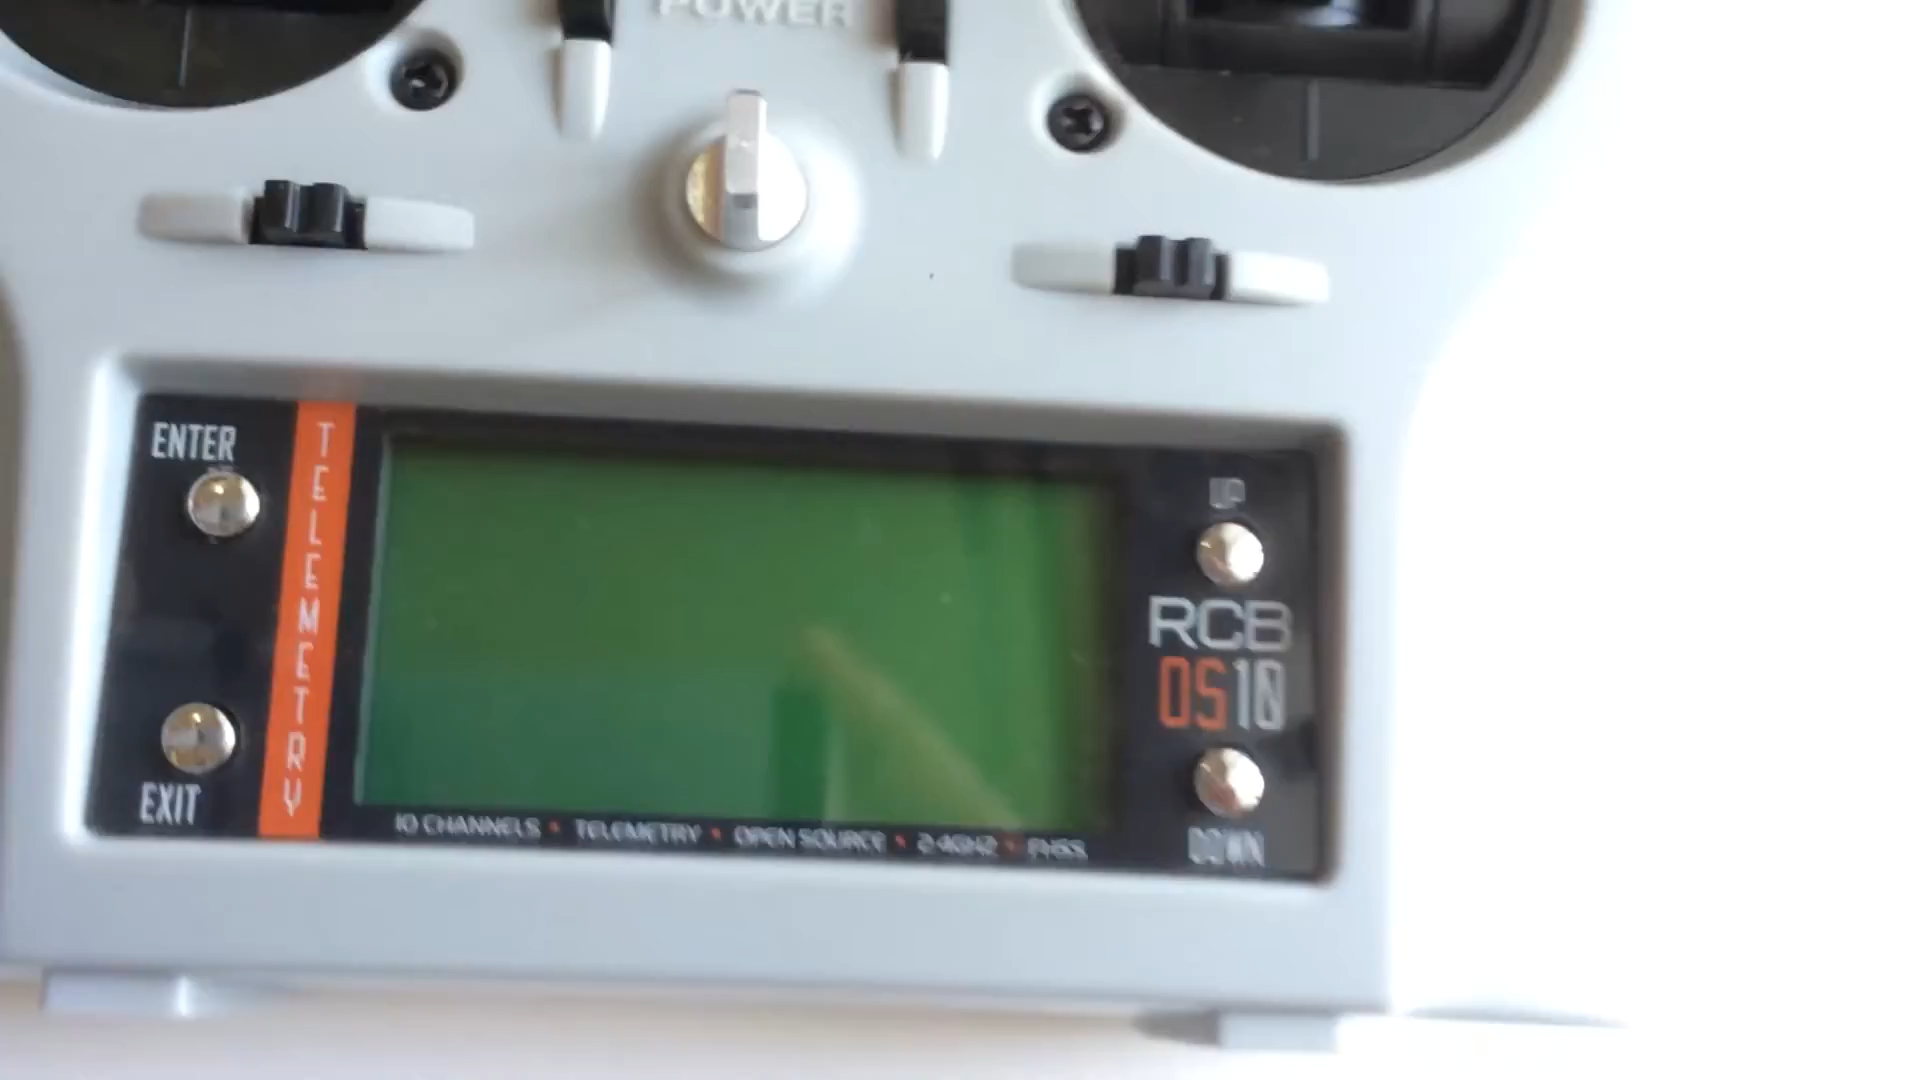 POWER
ENTER
TELEMETRY
EXIT
UP
RCB
OS10
DOWN
10 CHANNELS • TELEMETRY • OPEN SOURCE • 2.4GHZ • FHSS